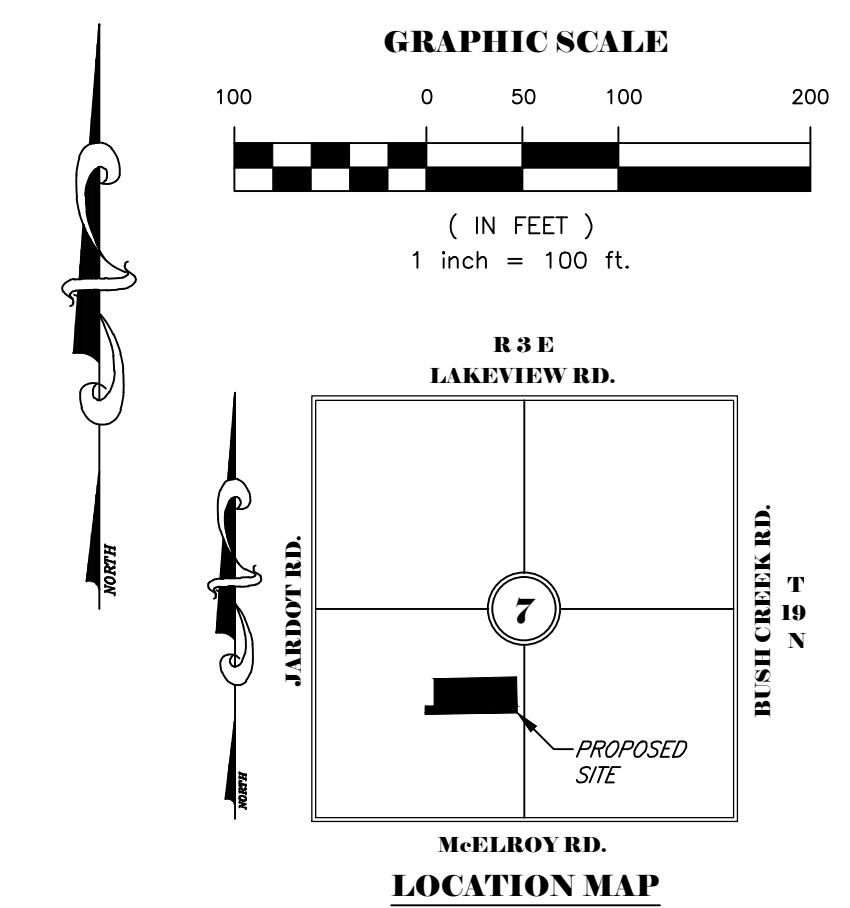 GRAPHIC SCALE
100 0 50 100 200
( IN FEET )
1 inch = 100 ft.
NORTH
R 3 E
LAKEVIEW RD.
JARDOT RD.
BUSH CREEK RD.
T
19
N
7
PROPOSED
SITE
NORTH
McELROY RD.
LOCATION MAP